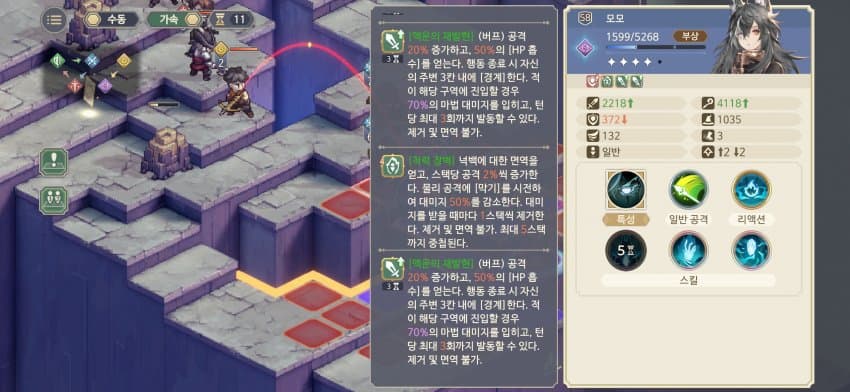 수동
가속
11
2
[맥문의 재발현] (버프) 공격
20% 증가하고, 50%의 [HP 흡
수]를 얻는다. 행동 종료 시 자신
의 주변 3칸 내에 [경계]한다. 적
이 해당 구역에 진입할 경우
70%의 마법 대미지를 입히고, 턴
당 최대 3회까지 발동할 수 있다.
제거 및 면역 불가.
3
[척력 장벽] 넉백에 대한 면역을
얻고, 스택당 공격 2%씩 증가한
다. 물리 공격에 [막기]를 시전하
여 대미지 50%를 감소한다. 대미
지를 받을 때마다 1스택씩 제거한
다. 제거 및 면역 불가. 최대 5스택
까지 중첩된다.
[맥문의 재발현] (버프) 공격
20% 증가하고, 50%의 [HP 흡
수]를 얻는다. 행동 종료 시 자신
의 주변 3칸 내에 [경계]한다. 적
이 해당 구역에 진입할 경우
70%의 마법 대미지를 입히고, 턴
당 최대 3회까지 발동할 수 있다.
제거 및 면역 불가.
3
58 모모
1599/5268 부상
2218 4118
372 1035
132 3
일반 2 2
특성 일반 공격 리액션
5
스킬